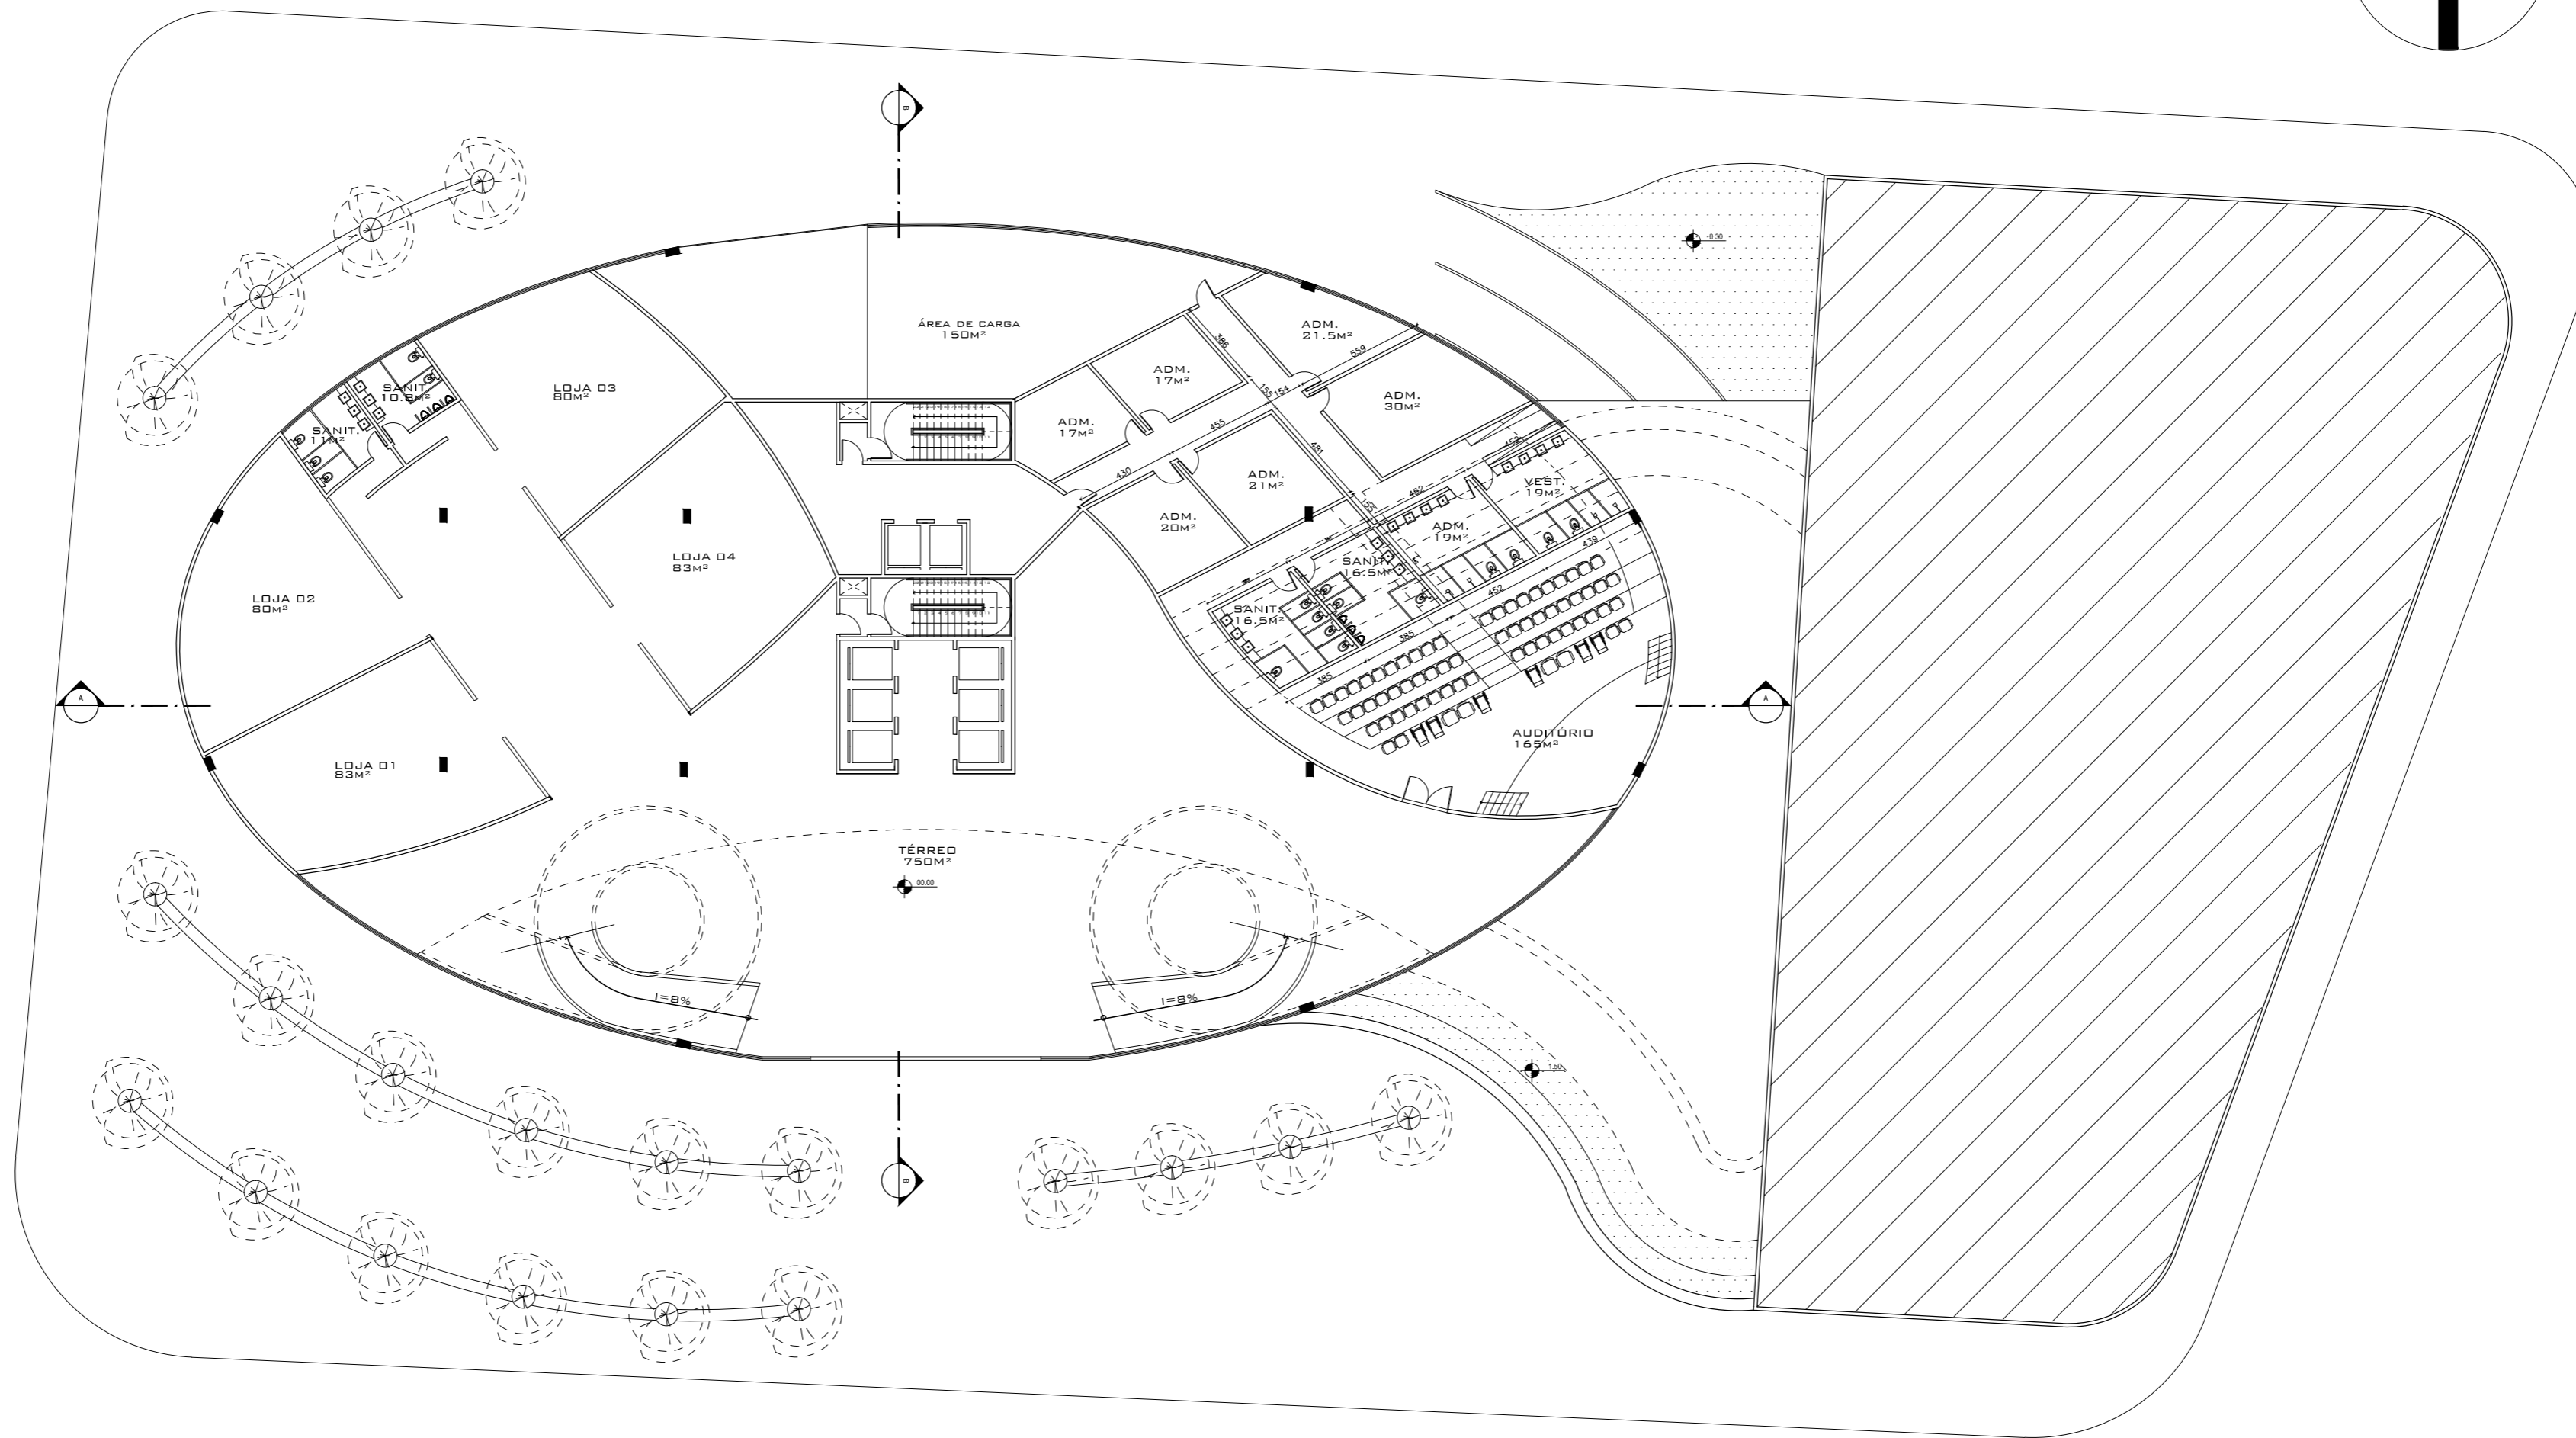 B
-0.30
ÁREA DE CARGA
150M²
ADM.
21.5M²
386
559
ADM.
17M²
155
154
ADM.
30M²
LOJA 03
80M²
SANIT.
10.8M²
SANIT.
11M²
ADM.
17M²
455
481
452
430
ADM.
21M²
462
VEST.
19M²
155
ADM.
20M²
ADM.
19M²
439
LOJA 04
83M²
SANIT.
16.5M²
452
LOJA 02
80M²
SANIT.
16.5M²
385
385
A
A
AUDITÓRIO
165M²
LOJA 01
83M²
TÉRREO
750M²
00.00
I=8%
I=8%
1.50
B